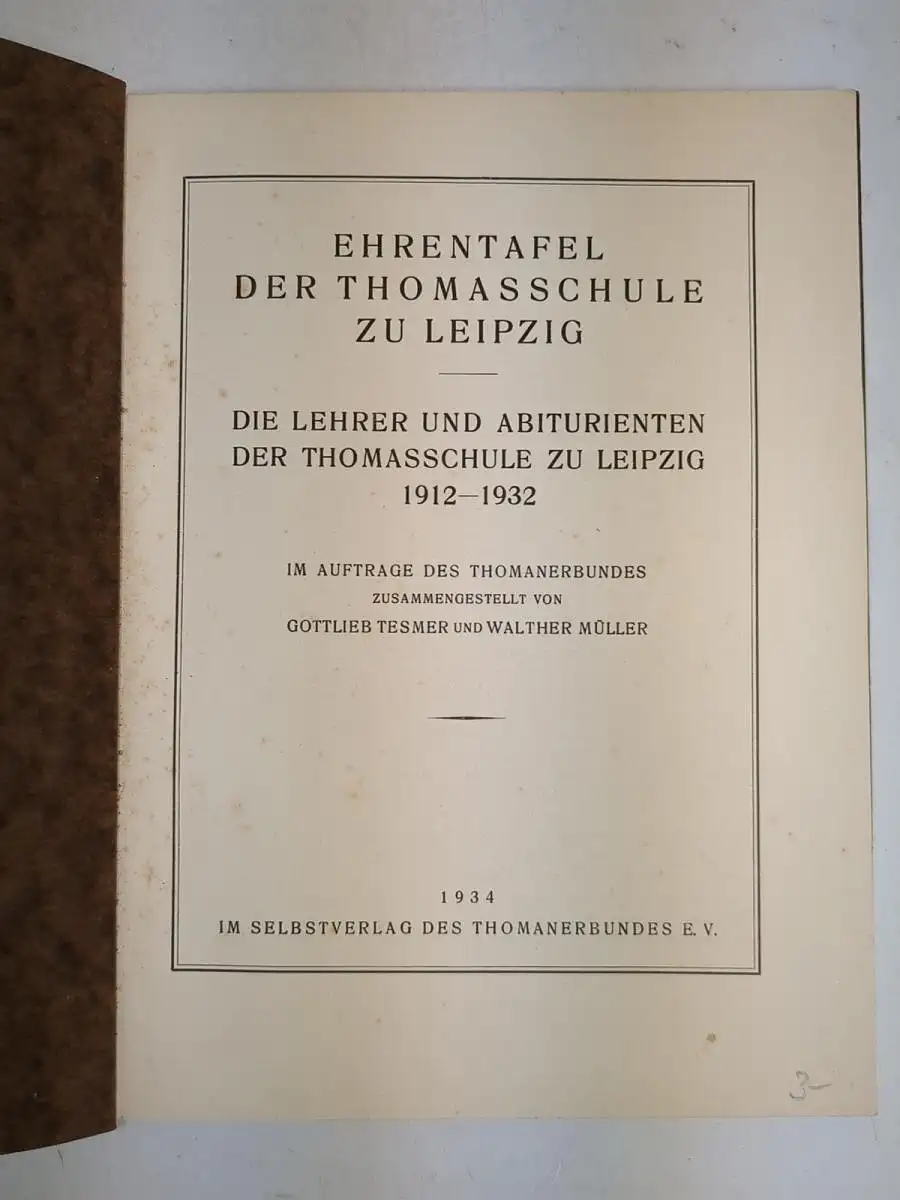 EHRENTAFEL
DER THOMASSCHULE
ZU LEIPZIG
DIE LEHRER UND ABITURIENTEN
DER THOMASSCHULE ZU LEIPZIG
1912—1932
IM AUFTRAGE DES THOMANERBUNDES
ZUSAMMENGESTELLT VON
GOTTLIEB TESMER UND WALTHER MÜLLER
1934
IM SELBSTVERLAG DES THOMANERBUNDES E. V.
3—